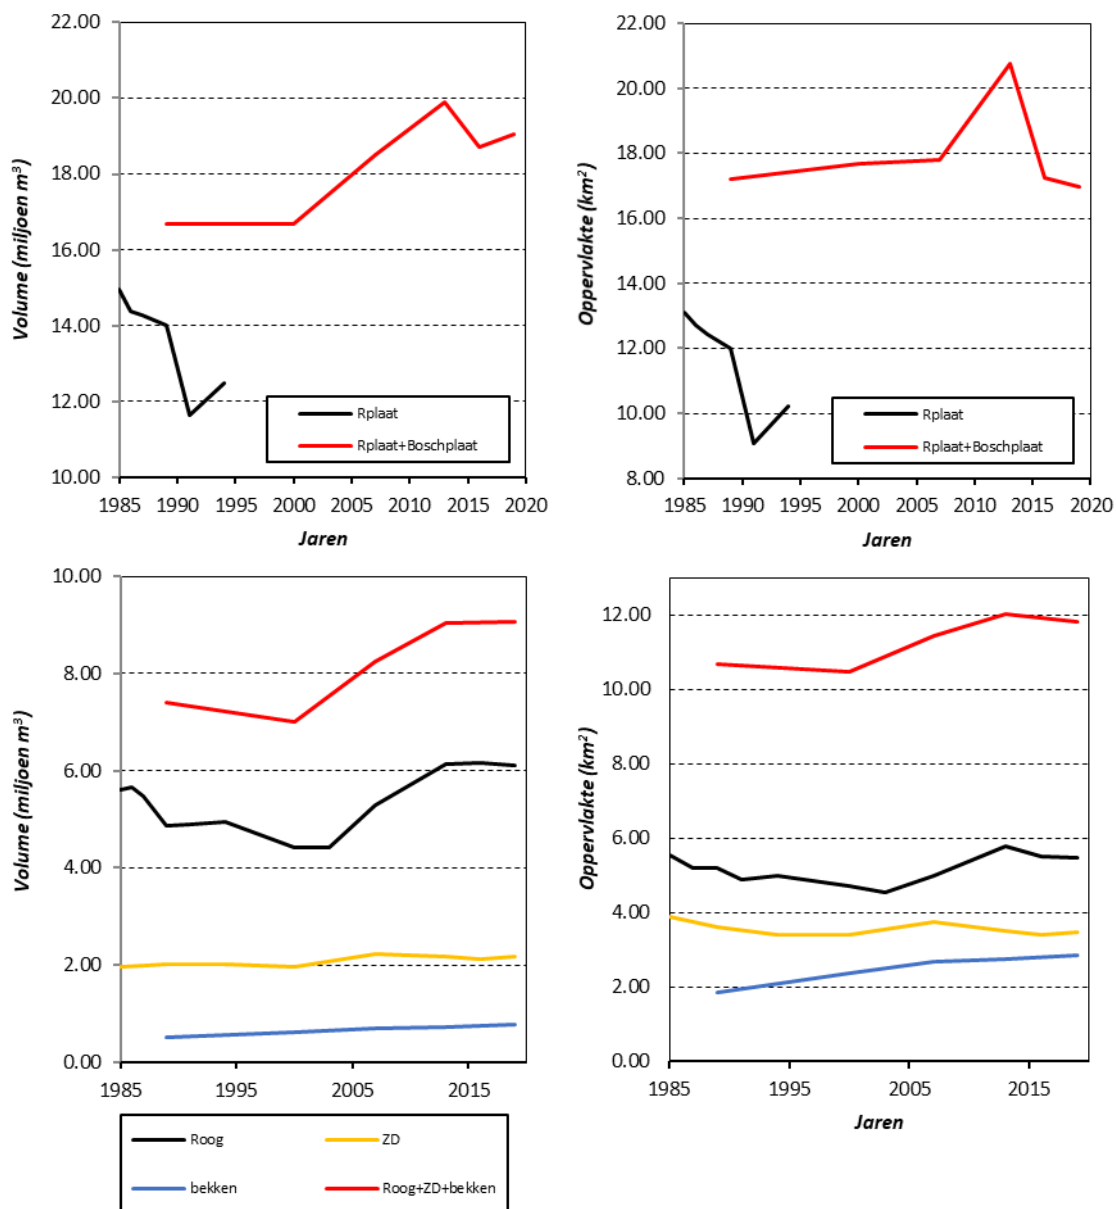 22.00
20.00
18.00
16.00
14.00
12.00
10.00
Volume (miljoen m³)
1985 1990 1995 2000 2005 2010 2015 2020
Jaren
Rplaat
Rplaat+Boschplaat
22.00
20.00
18.00
16.00
14.00
12.00
10.00
8.00
Oppervlakte (km²)
1985 1990 1995 2000 2005 2010 2015 2020
Jaren
Rplaat
Rplaat+Boschplaat
10.00
8.00
6.00
4.00
2.00
0.00
Volume (miljoen m³)
1985 1995 2005 2015
12.00
10.00
8.00
6.00
4.00
2.00
0.00
Oppervlakte (km²)
1985 1995 2005 2015
Jaren
Roog ZD
bekken Roog+ZD+bekken